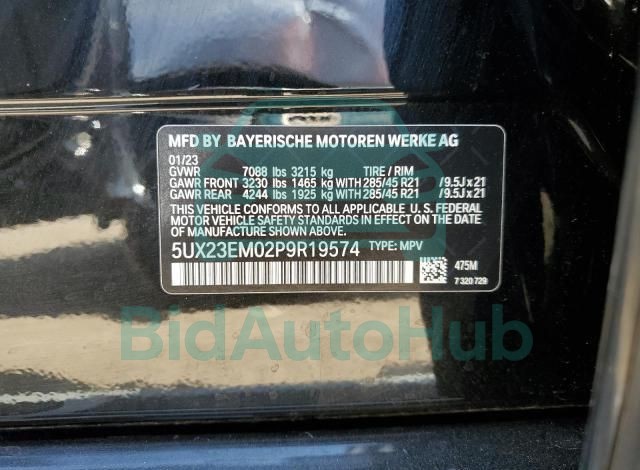 MFD BY BAYERISCHE MOTOREN WERKE AG
01/23
GVWR 7088 lbs 3215 kg TIRE / RIM
GAWR FRONT 3230 lbs 1465 kg WITH 285/45 R21 /9.5J x 21
GAWR REAR 4244 lbs 1925 kg WITH 285/45 R21 /9.5J x 21
THIS VEHICLE CONFORMS TO ALL APPLICABLE U.S. FEDERAL
MOTOR VEHICLE SAFETY STANDARDS IN EFFECT ON THE DATE
OF MANUFACTURE SHOWN ABOVE.
5UX23EM02P9R19574 TYPE: MPV
475M
7 320 729
BidAutoHub